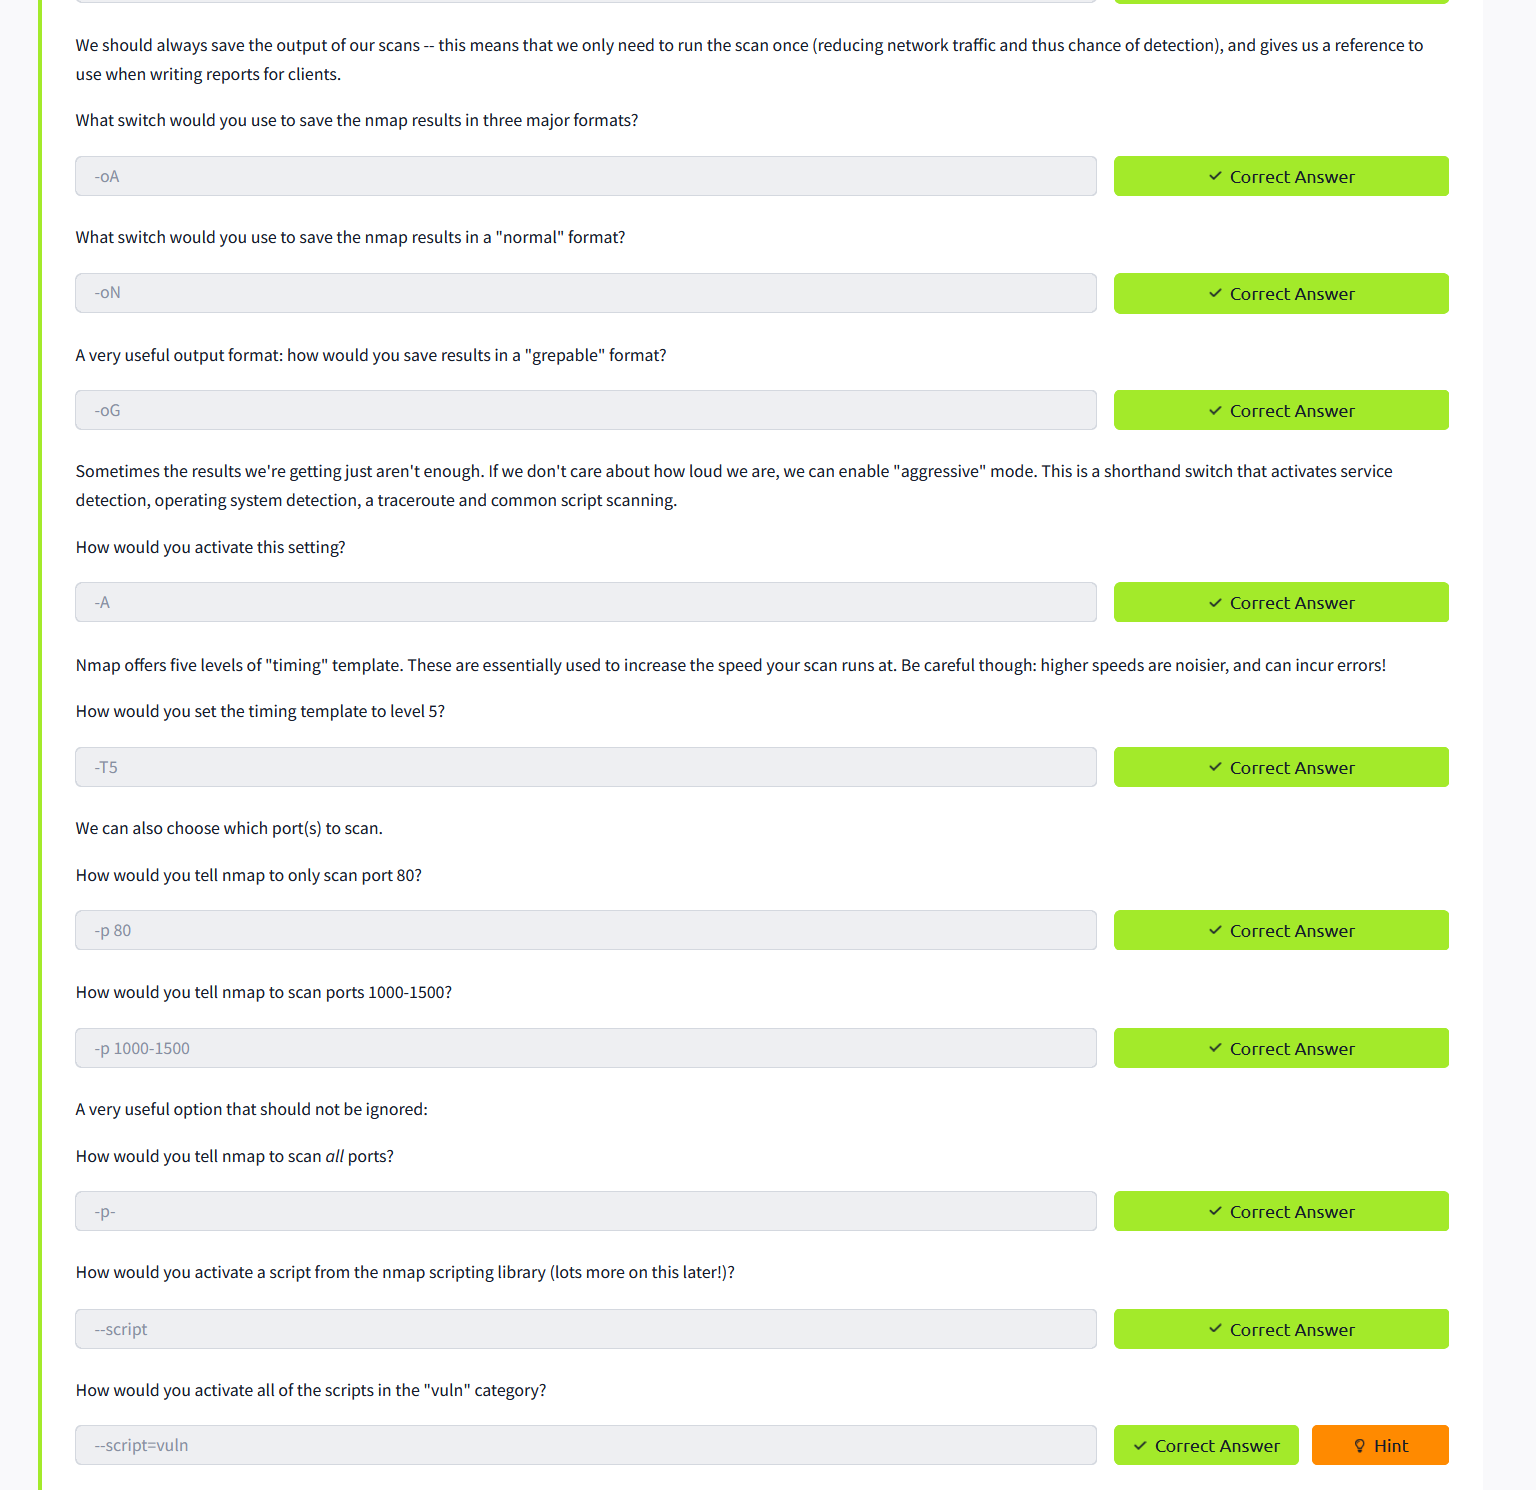 We should always save the output of our scans -- this means that we only need to run the scan once (reducing network traffic and thus chance of detection), and gives us a reference to
use when writing reports for clients.
What switch would you use to save the nmap results in three major formats?
-oA
Correct Answer
What switch would you use to save the nmap results in a "normal" format?
-oN
Correct Answer
A very useful output format: how would you save results in a "grepable" format?
-oG
Correct Answer
Sometimes the results we're getting just aren't enough. If we don't care about how loud we are, we can enable "aggressive" mode. This is a shorthand switch that activates service
detection, operating system detection, a traceroute and common script scanning.
How would you activate this setting?
-A
Correct Answer
Nmap offers five levels of "timing" template. These are essentially used to increase the speed your scan runs at. Be careful though: higher speeds are noisier, and can incur errors!
How would you set the timing template to level 5?
-T5
Correct Answer
We can also choose which port(s) to scan.
How would you tell nmap to only scan port 80?
-p 80
Correct Answer
How would you tell nmap to scan ports 1000-1500?
-p 1000-1500
Correct Answer
A very useful option that should not be ignored:
How would you tell nmap to scan all ports?
-p-
Correct Answer
How would you activate a script from the nmap scripting library (lots more on this later!)?
--script
Correct Answer
How would you activate all of the scripts in the "vuln" category?
--script=vuln
Correct Answer
Hint